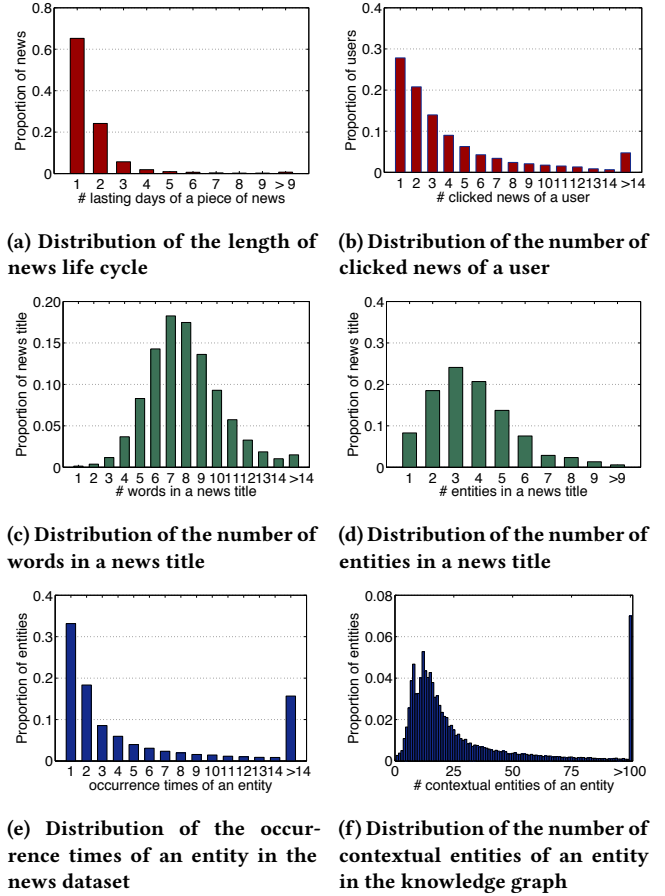 0.8
0.6
0.4
0.2
0
Proportion of news
1 2 3 4 5 6 7 8 9 >9
# lasting days of a piece of news
(a) Distribution of the length of
news life cycle
0.4
0.3
0.2
0.1
0
Proportion of users
1 2 3 4 5 6 7 8 9 1011121314 >14
# clicked news of a user
(b) Distribution of the number of
clicked news of a user
0.20
0.15
0.10
0.05
0
Proportion of news title
1 2 3 4 5 6 7 8 9 1011121314 >14
# words in a news title
(c) Distribution of the number of
words in a news title
0.4
0.3
0.2
0.1
0
Proportion of news title
1 2 3 4 5 6 7 8 9 >9
# entities in a news title
(d) Distribution of the number of
entities in a news title
0.4
0.3
0.2
0.1
0
Proportion of entities
1 2 3 4 5 6 7 8 9 1011121314 >14
occurrence times of an entity
(e) Distribution of the occur-
rence times of an entity in the
news dataset
0.08
0.06
0.04
0.02
0
Proportion of entities
0 25 50 75 >100
# contextual entities of an entity
(f) Distribution of the number of
contextual entities of an entity
in the knowledge graph